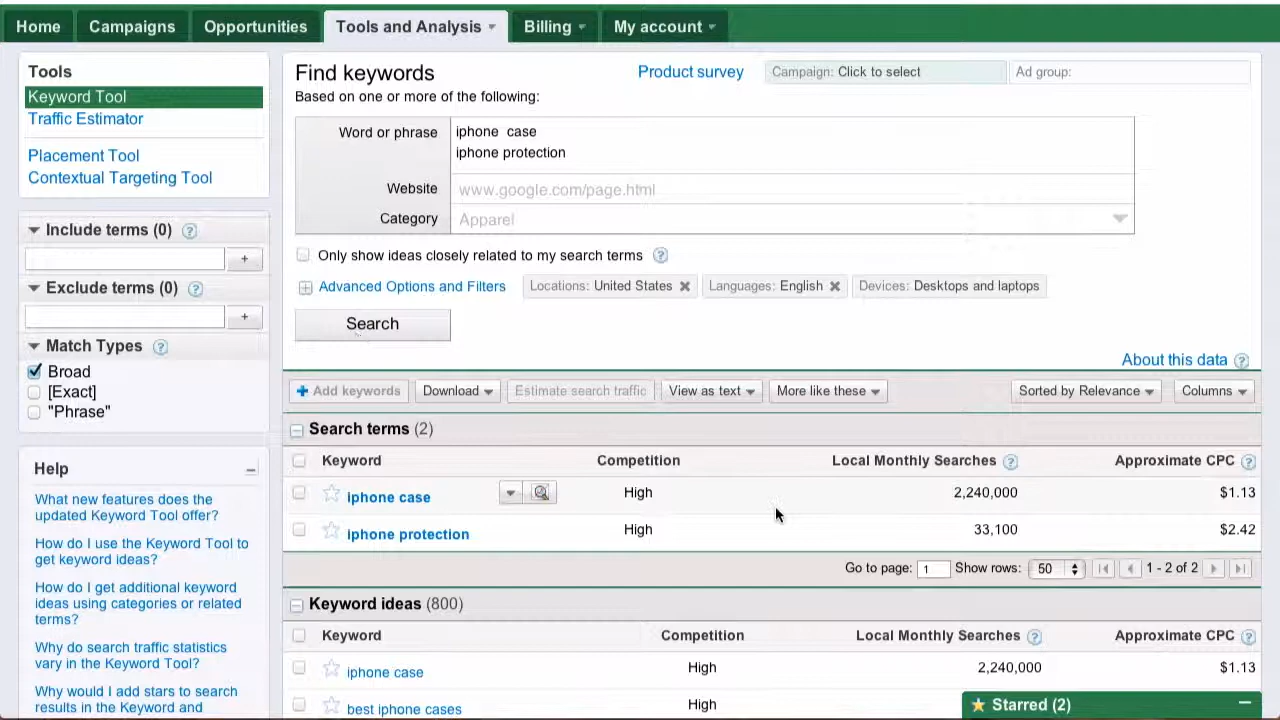 Home Campaigns Opportunities Tools and Analysis Billing My account
Tools
Keyword Tool
Traffic Estimator
Placement Tool
Contextual Targeting Tool
Include terms (0) ?
+
Exclude terms (0) ?
+
Match Types ?
Broad
[Exact]
"Phrase"
Help
What new features does the
updated Keyword Tool offer?
How do I use the Keyword Tool to
get keyword ideas?
How do I get additional keyword
ideas using categories or related
terms?
Why do search traffic statistics
vary in the Keyword Tool?
Why would I add stars to search
results in the Keyword and
Find keywords
Product survey
Campaign: Click to select
Ad group:
Based on one or more of the following:
Word or phrase iphone case
iphone protection
Website www.google.com/page.html
Category Apparel
Only show ideas closely related to my search terms ?
Advanced Options and Filters Locations: United States Languages: English Devices: Desktops and laptops
Search
About this data ?
+ Add keywords Download Estimate search traffic View as text More like these Sorted by Relevance Columns
Search terms (2)
Keyword Competition Local Monthly Searches ? Approximate CPC ?
iphone case High 2,240,000 $1.13
iphone protection High 33,100 $2.42
Go to page: 1 Show rows: 50 1 - 2 of 2
Keyword ideas (800)
Keyword Competition Local Monthly Searches ? Approximate CPC ?
iphone case High 2,240,000 $1.13
best iphone cases High
Starred (2)